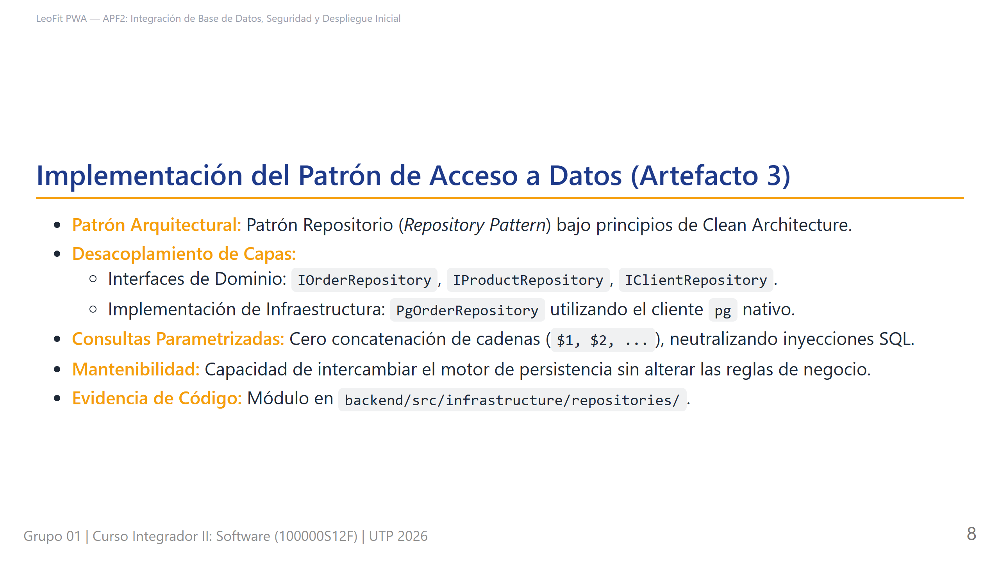 LeoFit PWA — APF2: Integración de Base de Datos, Seguridad y Despliegue Inicial
Implementación del Patrón de Acceso a Datos (Artefacto 3)
• Patrón Arquitectural: Patrón Repositorio (Repository Pattern) bajo principios de Clean Architecture.
• Desacoplamiento de Capas:
○ Interfaces de Dominio: IOrderRepository, IProductRepository, IClientRepository.
○ Implementación de Infraestructura: PgOrderRepository utilizando el cliente pg nativo.
• Consultas Parametrizadas: Cero concatenación de cadenas ( $1, $2, ... ), neutralizando inyecciones SQL.
• Mantenibilidad: Capacidad de intercambiar el motor de persistencia sin alterar las reglas de negocio.
• Evidencia de Código: Módulo en backend/src/infrastructure/repositories/ .
Grupo 01 | Curso Integrador II: Software (100000S12F) | UTP 2026
8